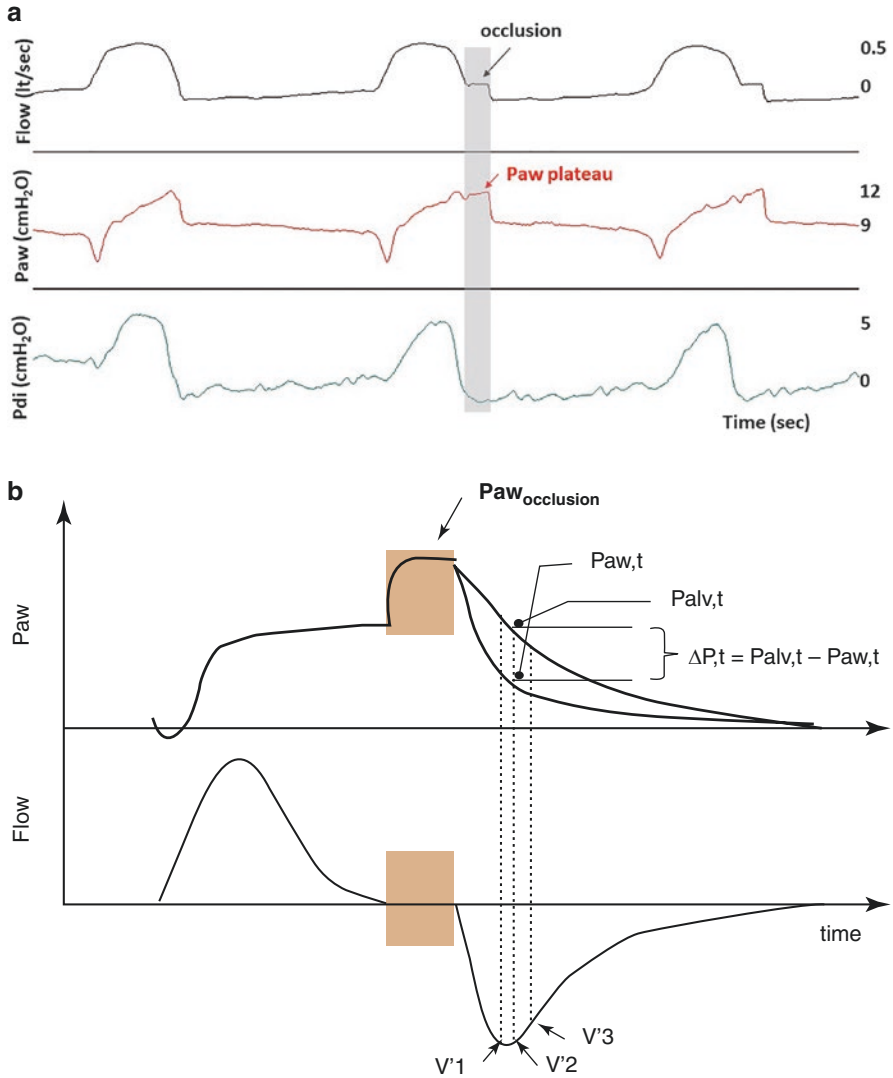 a
occlusion
Flow (lt/sec)
0.5
0
Paw plateau
Paw (cmH₂O)
12
9
Pdi (cmH₂O)
5
0
Time (sec)
b
Paw_occlusion
Paw,t
Palv,t
ΔP,t = Palv,t – Paw,t
Paw
Flow
time
V'1
V'2
V'3